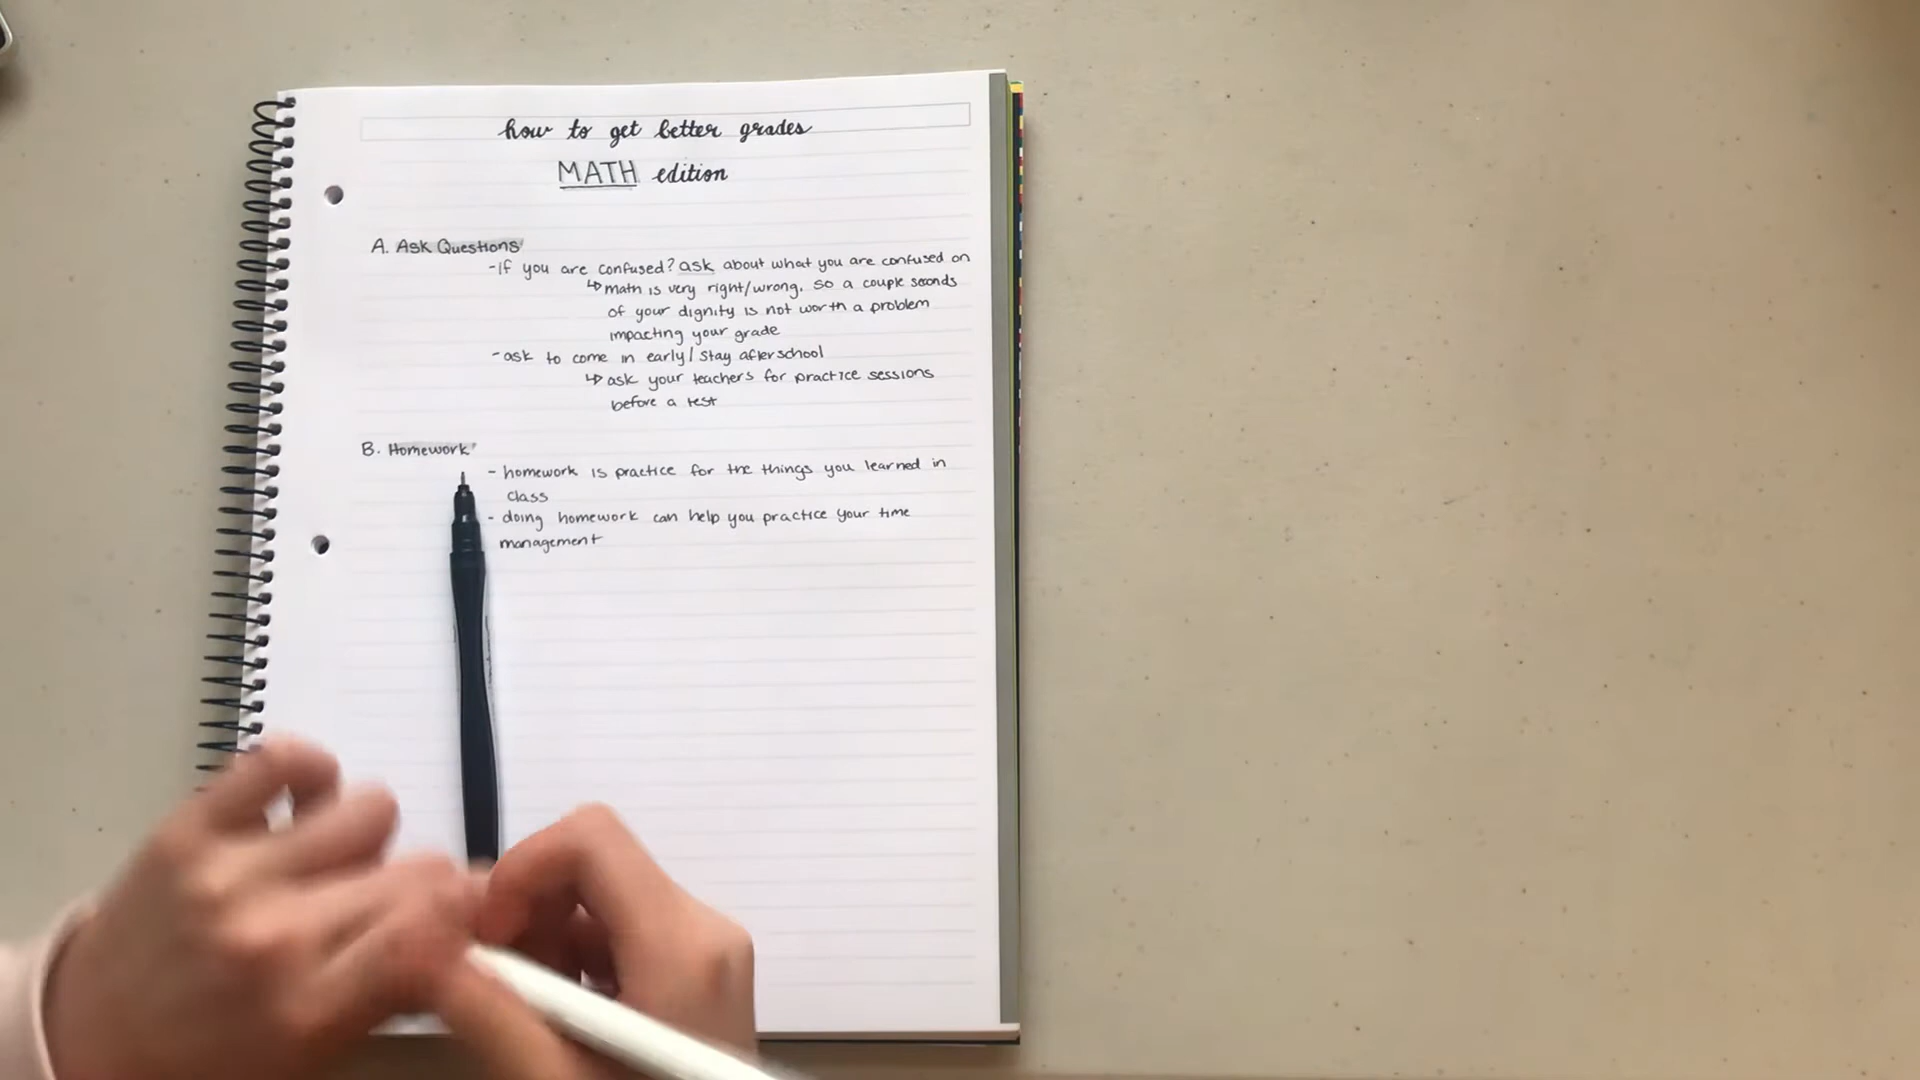 how to get better grades
MATH edition
A. Ask Questions
-if you are confused? ask about what you are confused on
↳ math is very right/wrong. so a couple seconds
of your dignity is not worth a problem
impacting your grade
- ask to come in early/stay afterschool
↳ ask your teachers for practice sessions
before a test
B. Homework
- homework is practice for the things you learned in
class
- doing homework can help you practice your time
management